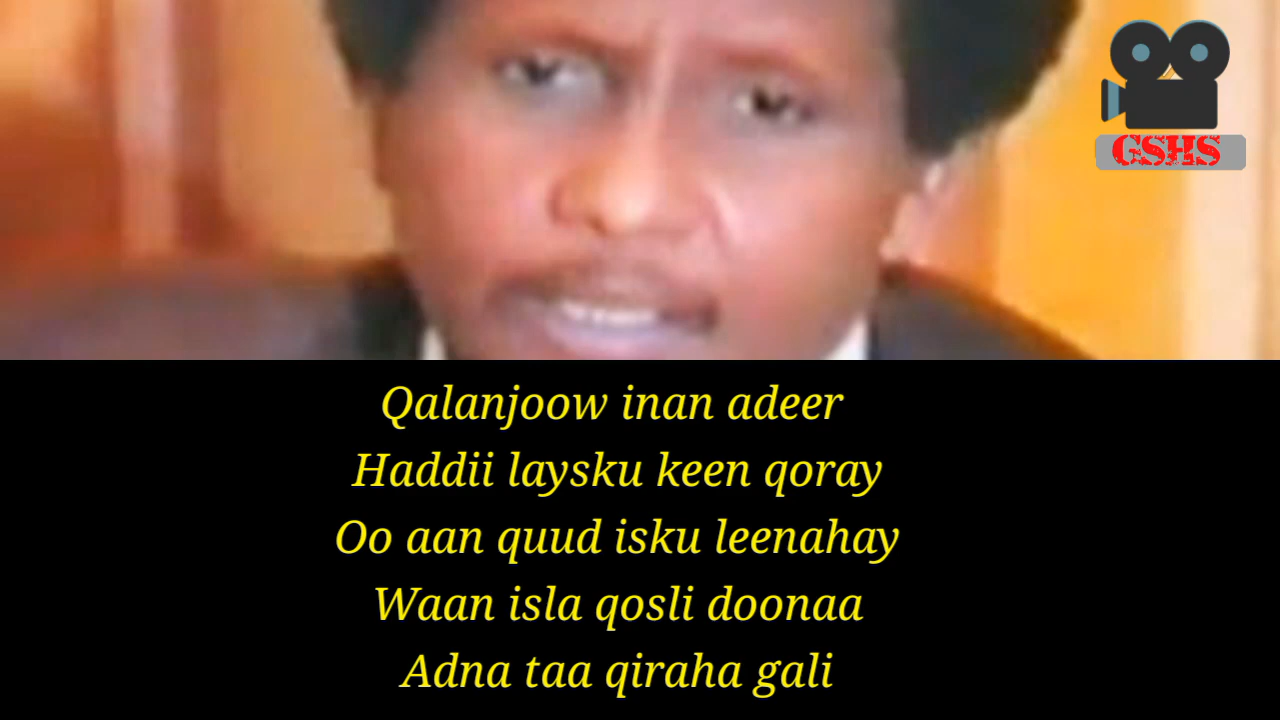 GSHS
Qalanjoow inan adeer
Haddii laysku keen qoray
Oo aan quud isku leenahay
Waan isla qosli doonaa
Adna taa qiraha gali